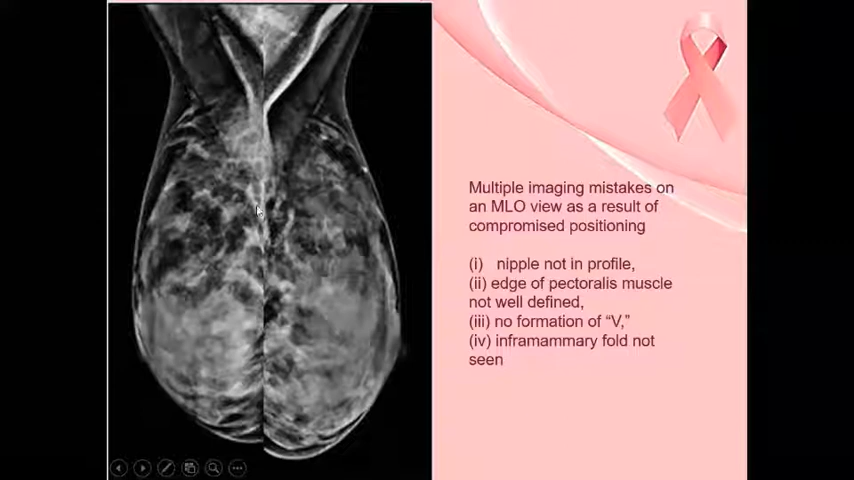 Multiple imaging mistakes on
an MLO view as a result of
compromised positioning
(i) nipple not in profile,
(ii) edge of pectoralis muscle
not well defined,
(iii) no formation of “V,”
(iv) inframammary fold not
seen